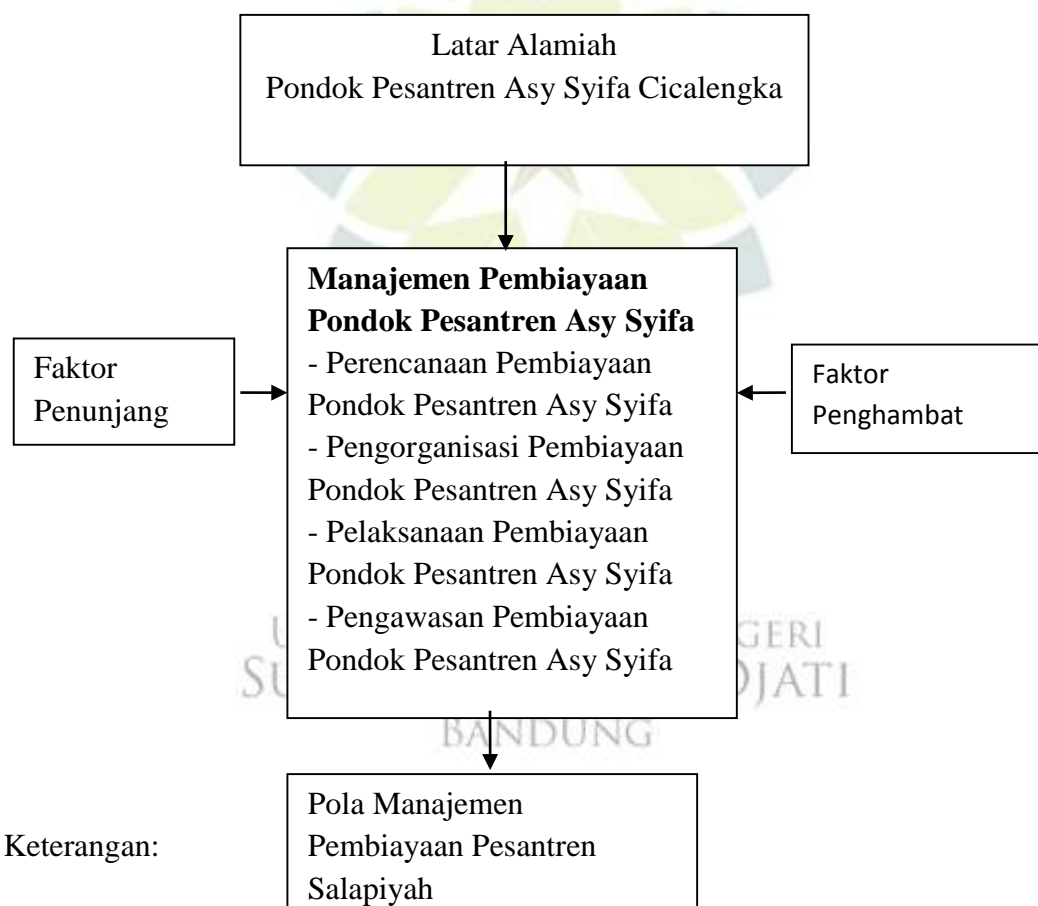 Latar Alamiah
Pondok Pesantren Asy Syifa Cicalengka
Manajemen Pembiayaan
Pondok Pesantren Asy Syifa
- Perencanaan Pembiayaan
Pondok Pesantren Asy Syifa
- Pengorganisasi Pembiayaan
Pondok Pesantren Asy Syifa
- Pelaksanaan Pembiayaan
Pondok Pesantren Asy Syifa
- Pengawasan Pembiayaan
Pondok Pesantren Asy Syifa
Faktor
Penunjang
Faktor
Penghambat
BANDUNG
Pola Manajemen
Pembiayaan Pesantren
Salapiyah
Keterangan: